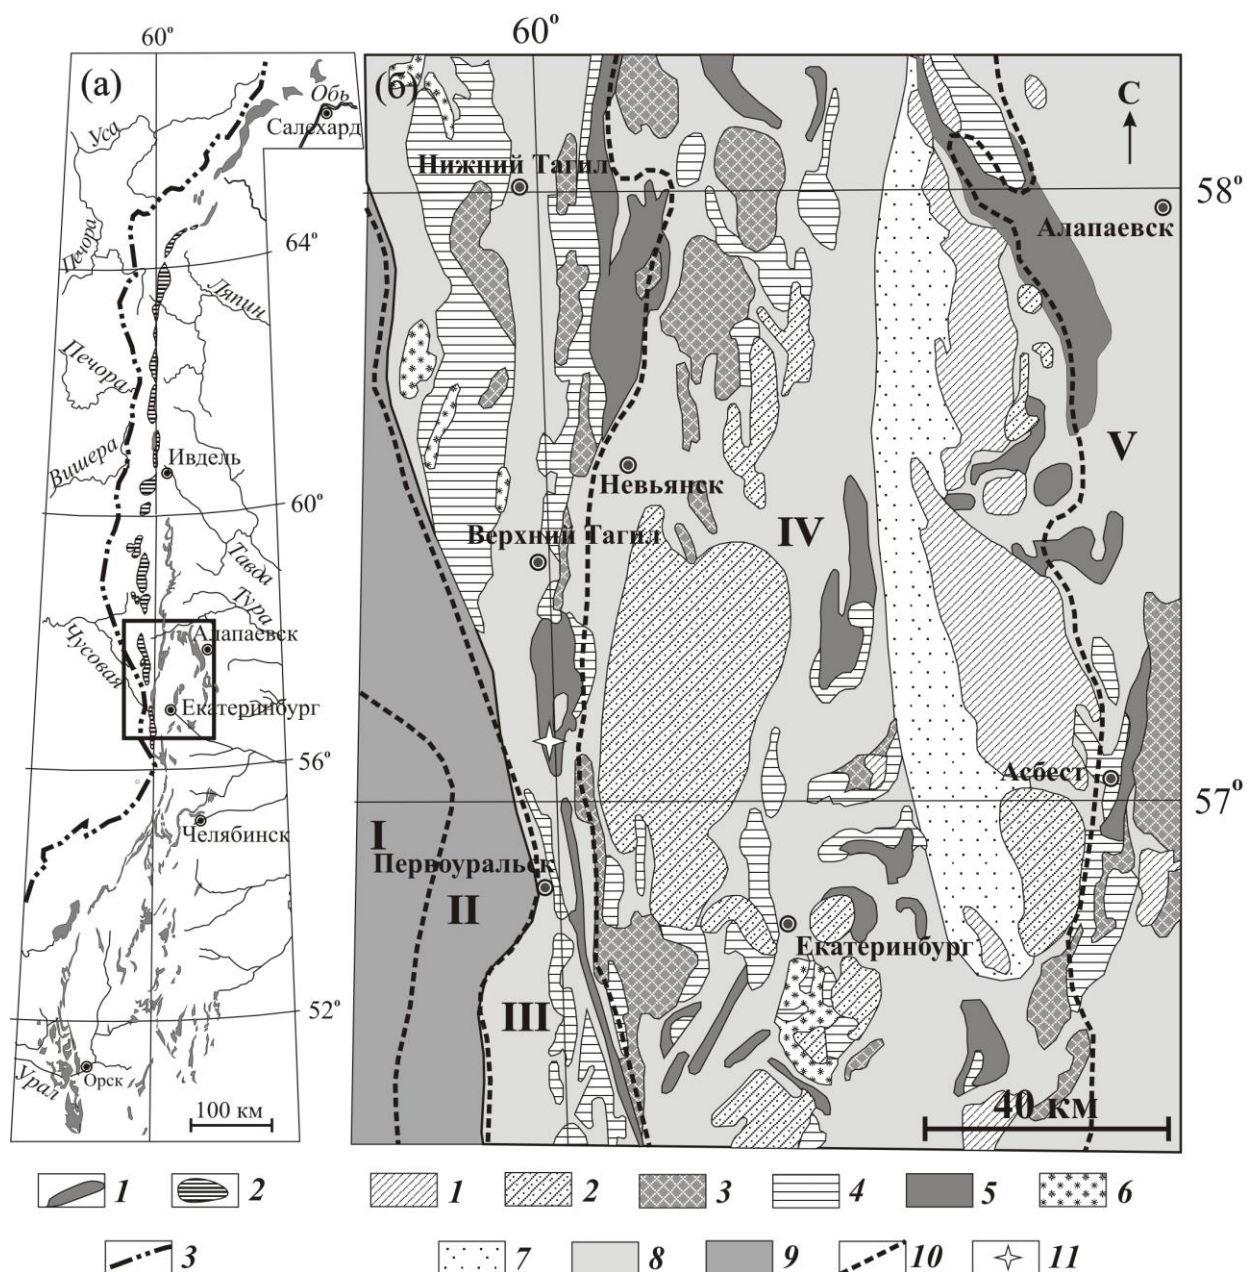 60°
(а)
Обь
Салехард
Уса
Печора
64°
Ляпин
Печора
Вишера
Ивдель
60°
Тавда
Тура
Алапаевск
Чусовая
Екатеринбург
56°
Челябинск
52°
Орск
Урал
100 км
60°
(б)
С
Нижний Тагил
58°
Алапаевск
V
Невьянск
Верхний Тагил
IV
Асбест
57°
I
Первоуральск
II
Екатеринбург
III
40 км
1 2
3
1 2 3 4 5 6
7 8 9 10 11